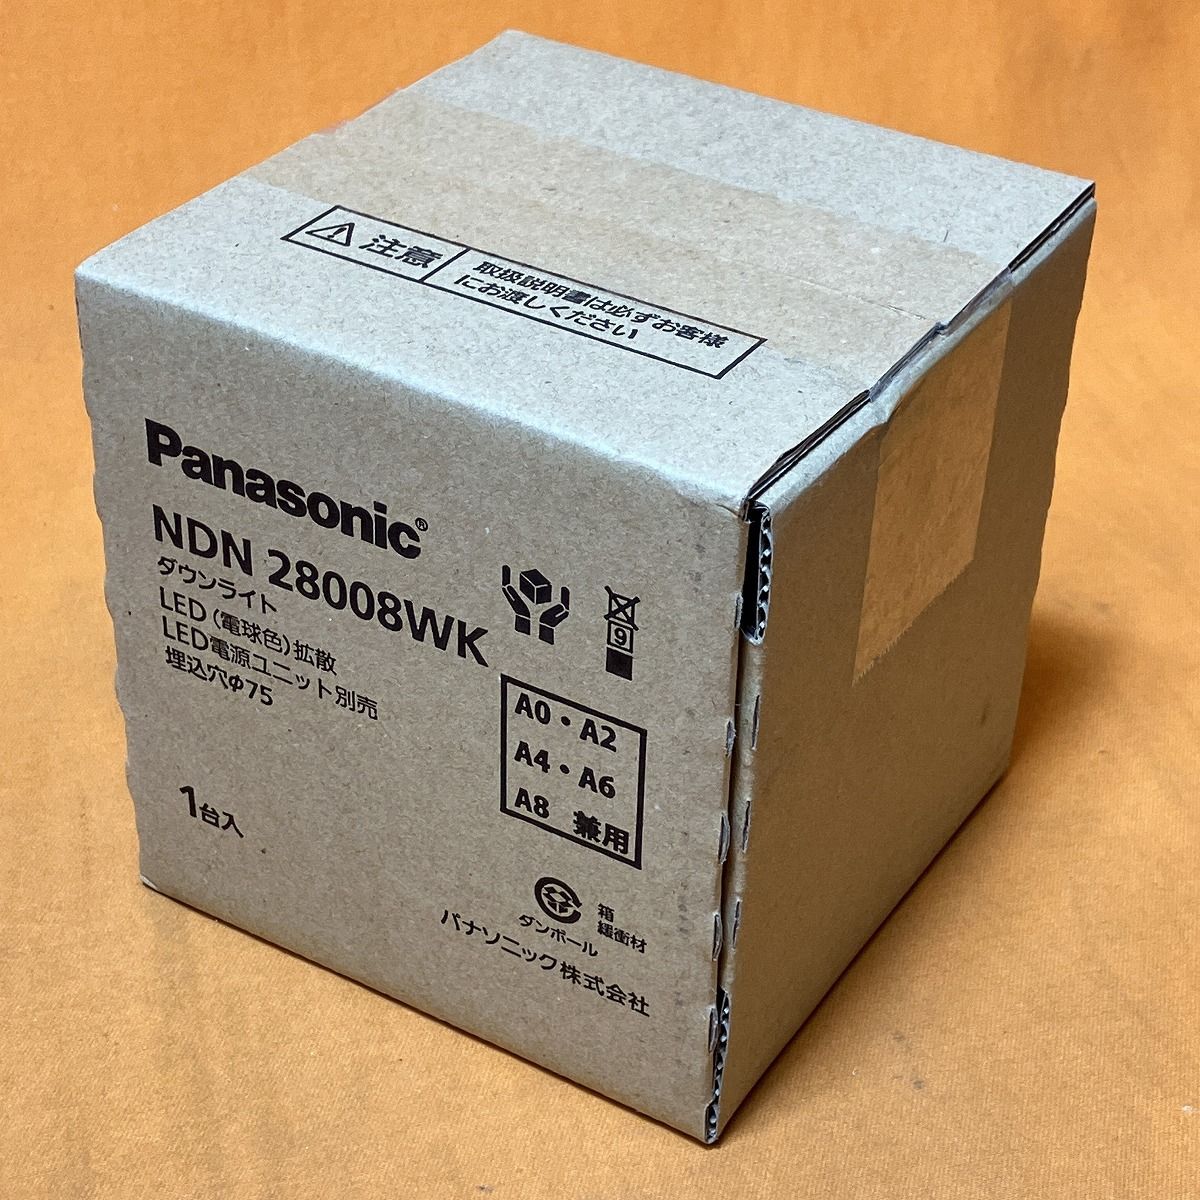 注意
取扱説明書は必ずお客様
にお渡しください
Panasonic®
NDN 28008WK
ダウンライト
LED（電球色）拡散
LED電源ユニット別売
埋込穴φ75
1台入
9
A0・A2
A4・A6
A8 兼用
ダンボール
箱
緩衝材
パナソニック株式会社